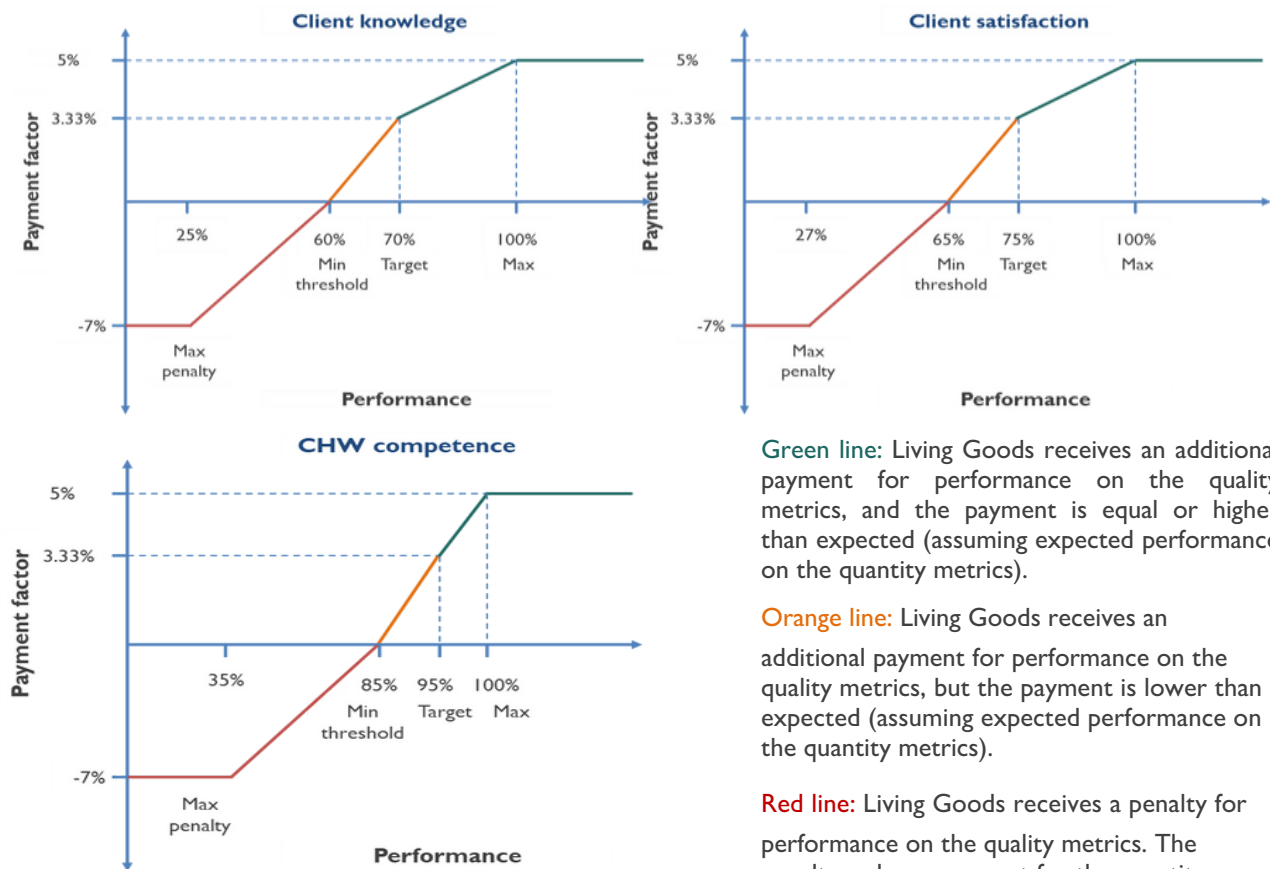 Client knowledge
5%
3.33%
Payment factor
25%
60%
70%
100%
Min
Target
Max
threshold
-7%
Max
penalty
Performance
Client satisfaction
5%
3.33%
Payment factor
27%
65%
75%
100%
Min
Target
Max
threshold
-7%
Max
penalty
Performance
CHW competence
5%
3.33%
Payment factor
35%
85%
95%
100%
Min
Target
Max
threshold
-7%
Max
penalty
Performance
Green line: Living Goods receives an additiona
payment for performance on the quality
metrics, and the payment is equal or highe
than expected (assuming expected performance
on the quantity metrics).
Orange line: Living Goods receives an
additional payment for performance on the
quality metrics, but the payment is lower than
expected (assuming expected performance on
the quantity metrics).
Red line: Living Goods receives a penalty for
performance on the quality metrics. The